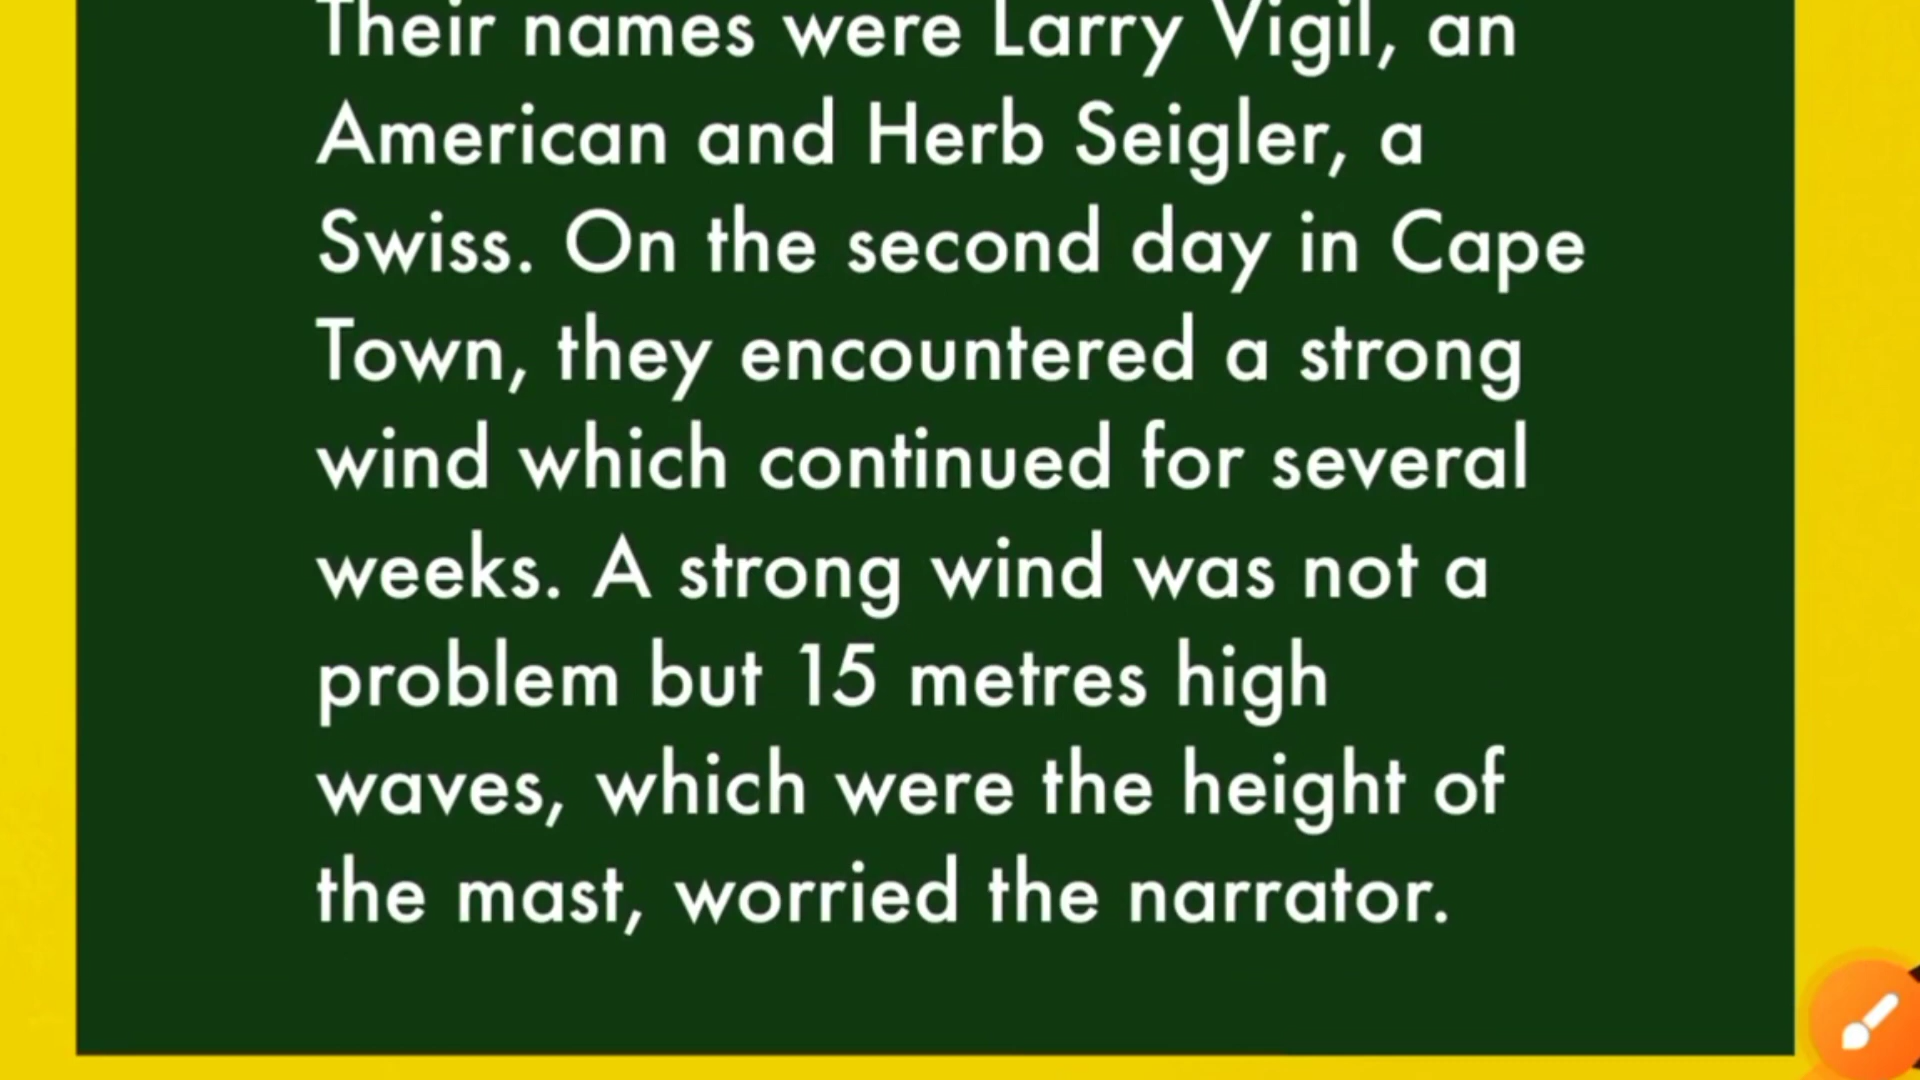 Their names were Larry Vigil, an
American and Herb Seigler, a
Swiss. On the second day in Cape
Town, they encountered a strong
wind which continued for several
weeks. A strong wind was not a
problem but 15 metres high
waves, which were the height of
the mast, worried the narrator.